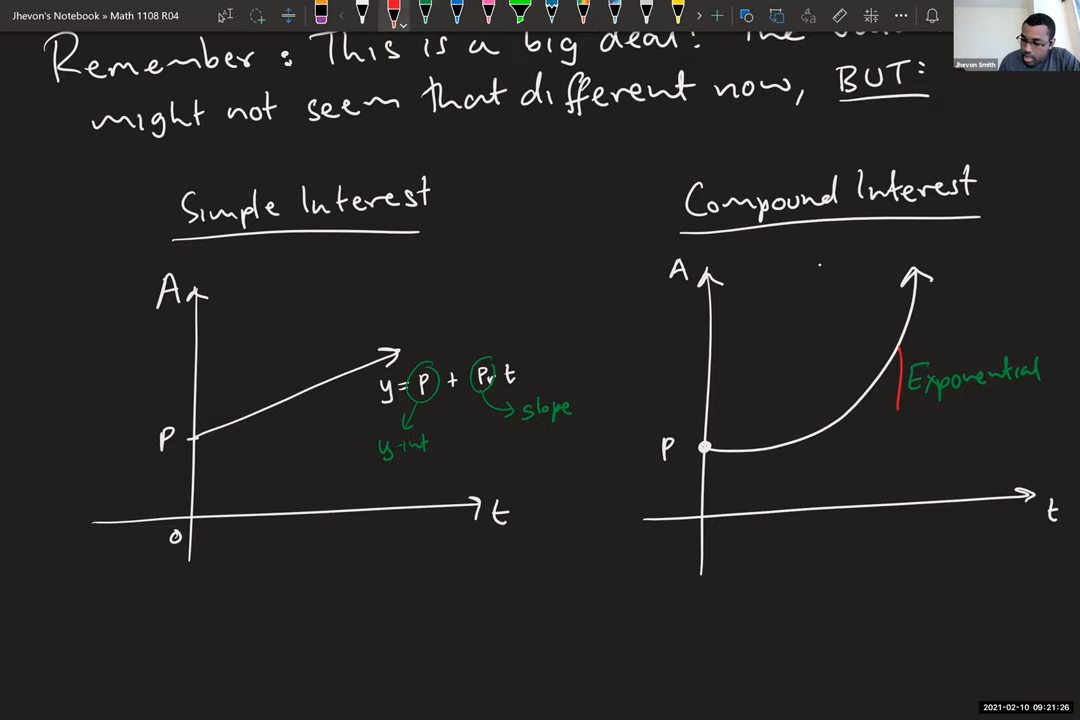 Jhevon's Notebook » Math 1108 R04
Jhevon Smith
Remember: This is a big deal! The
might not seem that different now, BUT:
Simple Interest
Compound Interest
A
A
y = P + Pr t
slope
y-int
Exponential
P
P
t
t
0
2021-02-10 09:21:26